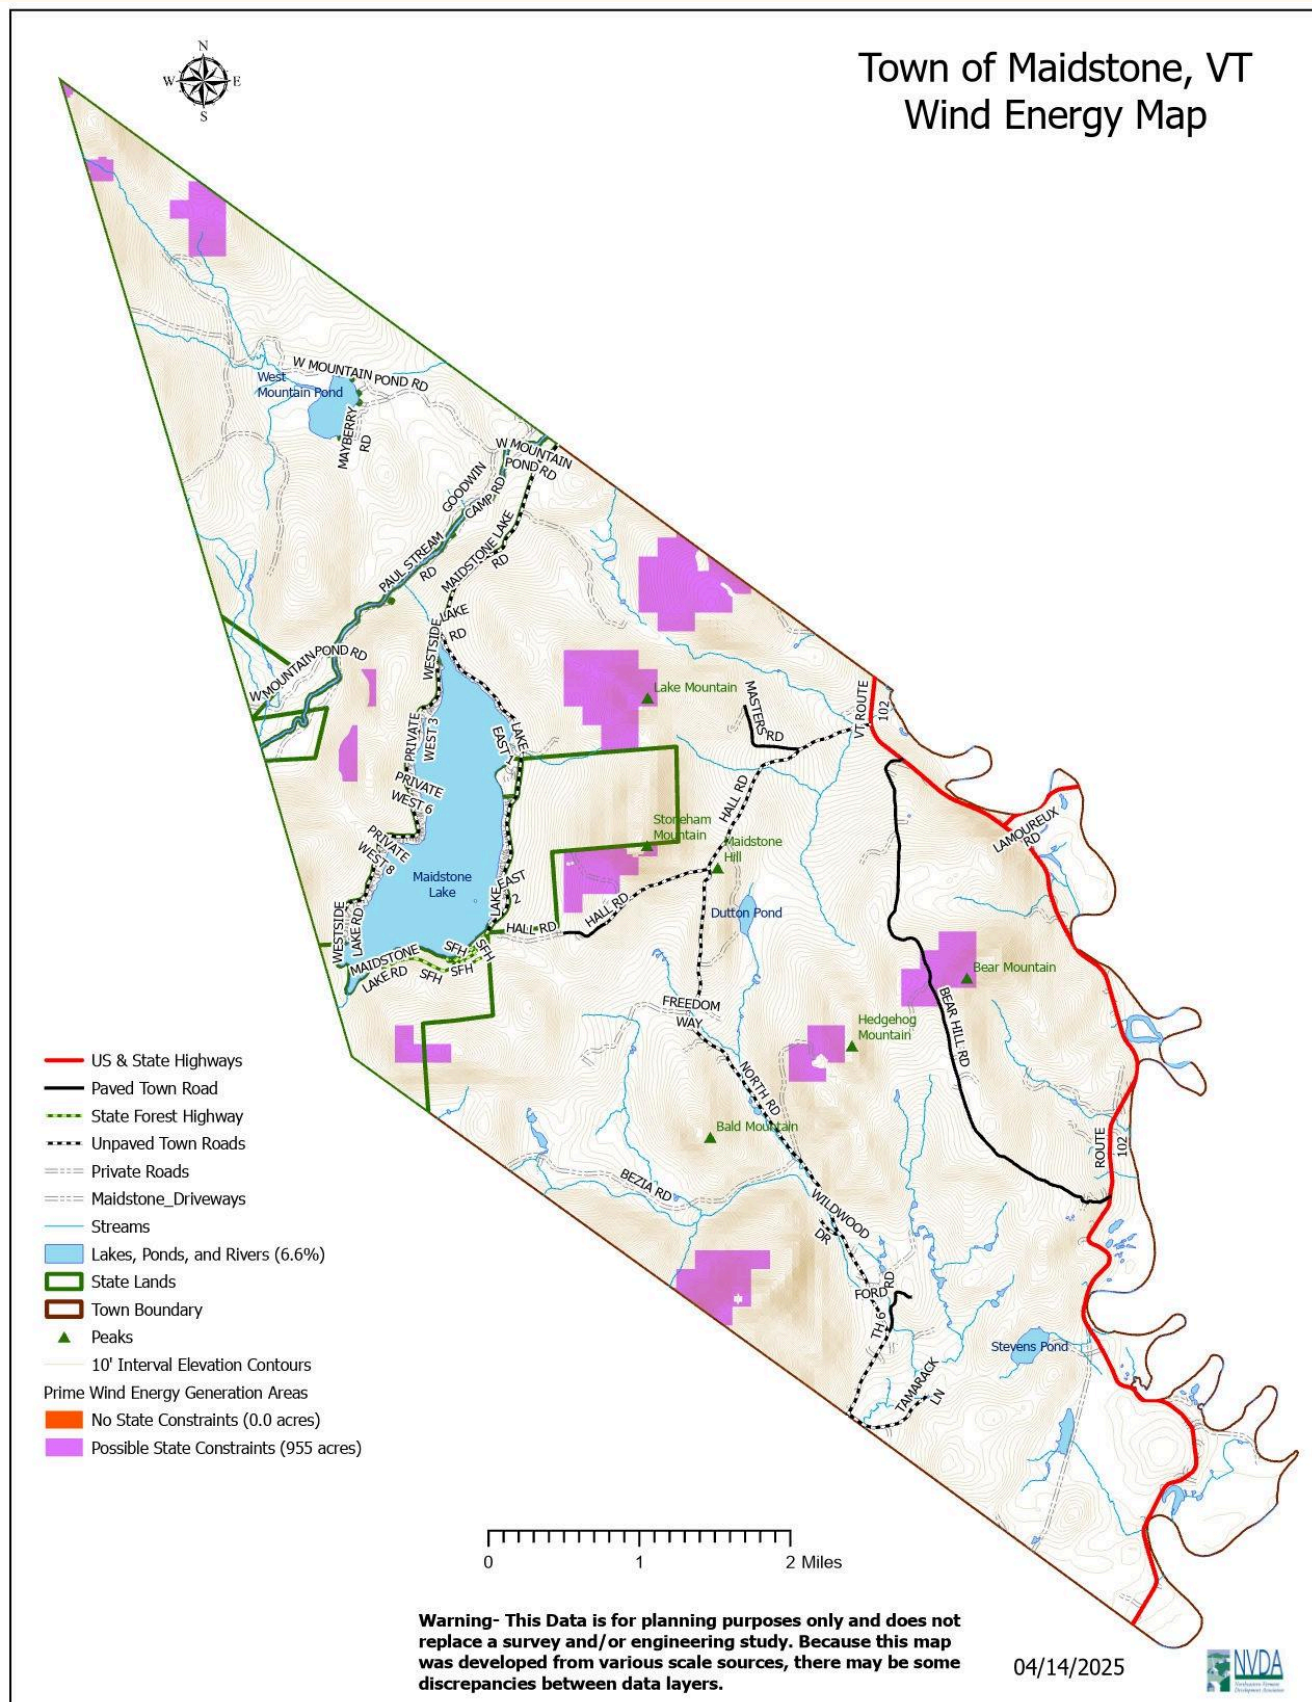 Town of Maidstone, VT
Wind Energy Map
N
W
E
S
W MOUNTAIN POND RD
West
Mountain Pond
MAYBERRY
RD
W MOUNTAIN
POND RD
GOODWIN
CAMP RD
PAUL STREAM
RD
MAIDSTONE LAKE
RD
LAKE
RD
WESTSIDE
W MOUNTAIN POND RD
PRIVATE
WEST 3
LAKE
EAST 1
PRIVATE
WEST 6
PRIVATE
WEST 8
Maidstone
Lake
LAKE
EAST
2
WESTSIDE
LAKE RD
MAIDSTONE
LAKE RD
SFH
SFH
SFH
SFH
HALL RD
HALL RD
HALL RD
Lake Mountain
MASTERS RD
VT ROUTE
102
LAMOUREUX
RD
Stoneham
Mountain
Maidstone
Hill
Dutton Pond
Bear Mountain
BEAR HILL RD
Hedgehog
Mountain
FREEDOM
WAY
NORTH RD
Bald Mountain
BEZIA RD
WILDWOOD
DR
FORD RD
TH 6
TAMARACK
LN
Stevens Pond
ROUTE
102
US & State Highways
Paved Town Road
State Forest Highway
Unpaved Town Roads
Private Roads
Maidstone_Driveways
Streams
Lakes, Ponds, and Rivers (6.6%)
State Lands
Town Boundary
Peaks
10' Interval Elevation Contours
Prime Wind Energy Generation Areas
No State Constraints (0.0 acres)
Possible State Constraints (955 acres)
0 1 2 Miles
Warning- This Data is for planning purposes only and does not
replace a survey and/or engineering study. Because this map
was developed from various scale sources, there may be some
discrepancies between data layers.
04/14/2025
NVDA